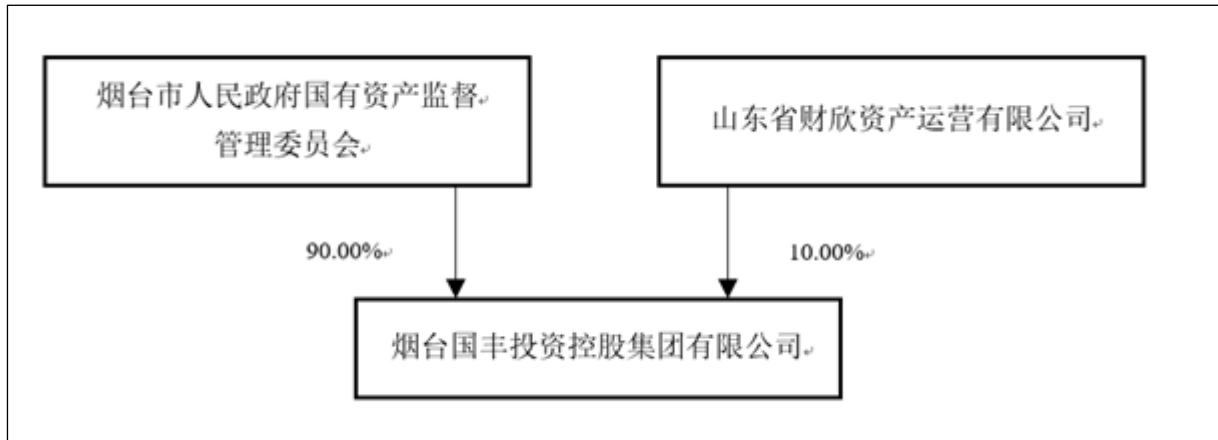 烟台市人民政府国有资产监督
管理委员会
山东省财欣资产运营有限公司
90.00%
10.00%
烟台国丰投资控股集团有限公司